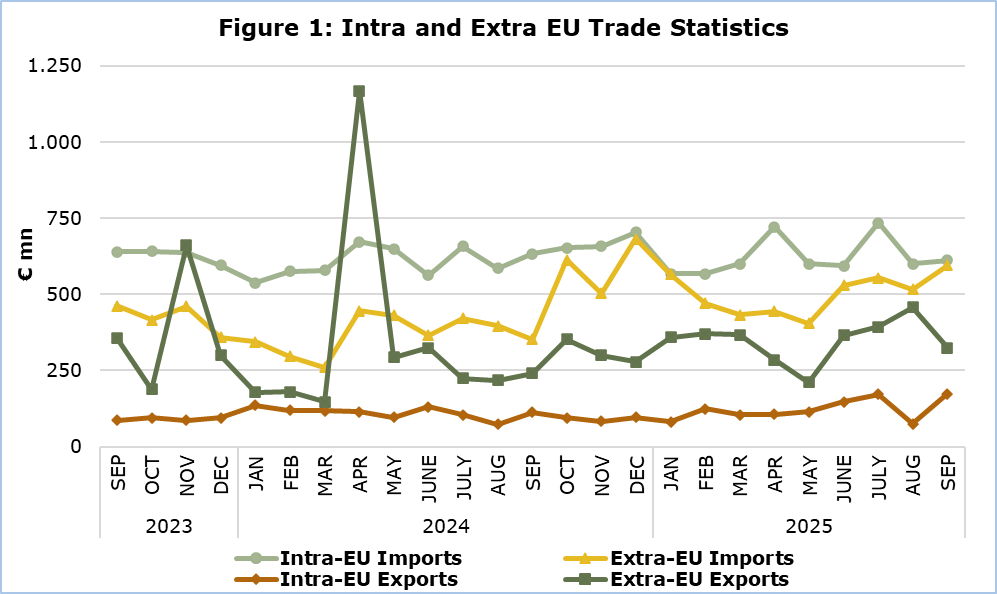 Figure 1: Intra and Extra EU Trade Statistics
€ mn
1.250
1.000
750
500
250
0
SEP OCT NOV DEC JAN FEB MAR APR MAY JUNE JULY AUG SEP OCT NOV DEC JAN FEB MAR APR MAY JUNE JULY AUG SEP
2023 2024 2025
Intra-EU Imports Extra-EU Imports
Intra-EU Exports Extra-EU Exports